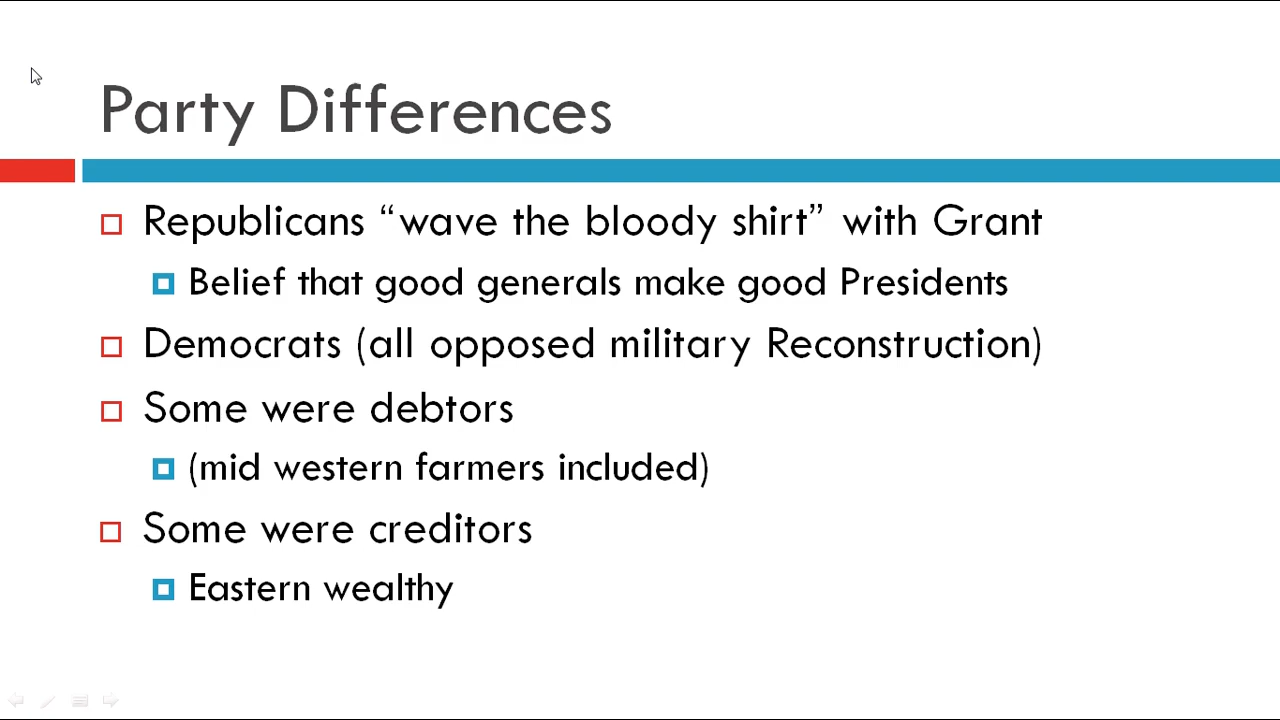 Party Differences
Republicans “wave the bloody shirt” with Grant
Belief that good generals make good Presidents
Democrats (all opposed military Reconstruction)
Some were debtors
(mid western farmers included)
Some were creditors
Eastern wealthy